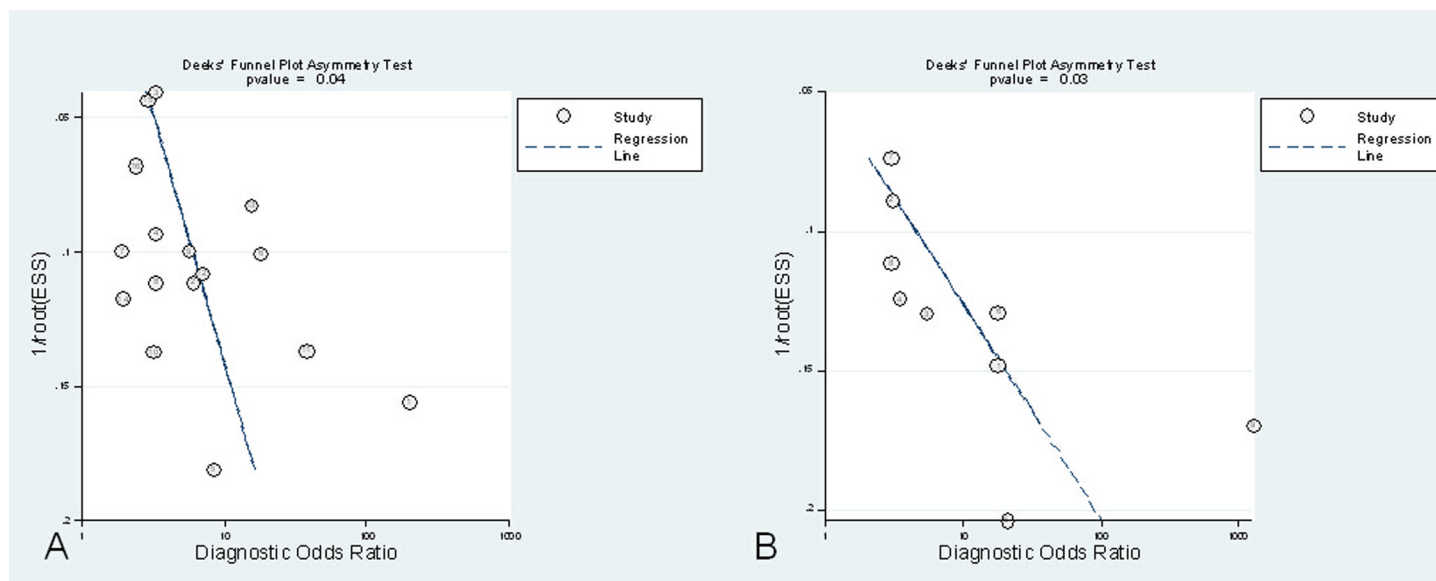 Deeks' Funnel Plot Asymmetry Test
pvalue = 0.04
Study
Regression
Line
1/root(ESS)
.05
.1
.15
.2
1
10
100
1000
Diagnostic Odds Ratio
A
Deeks' Funnel Plot Asymmetry Test
pvalue = 0.03
Study
Regression
Line
1/root(ESS)
.05
.1
.15
.2
1
10
100
1000
Diagnostic Odds Ratio
B